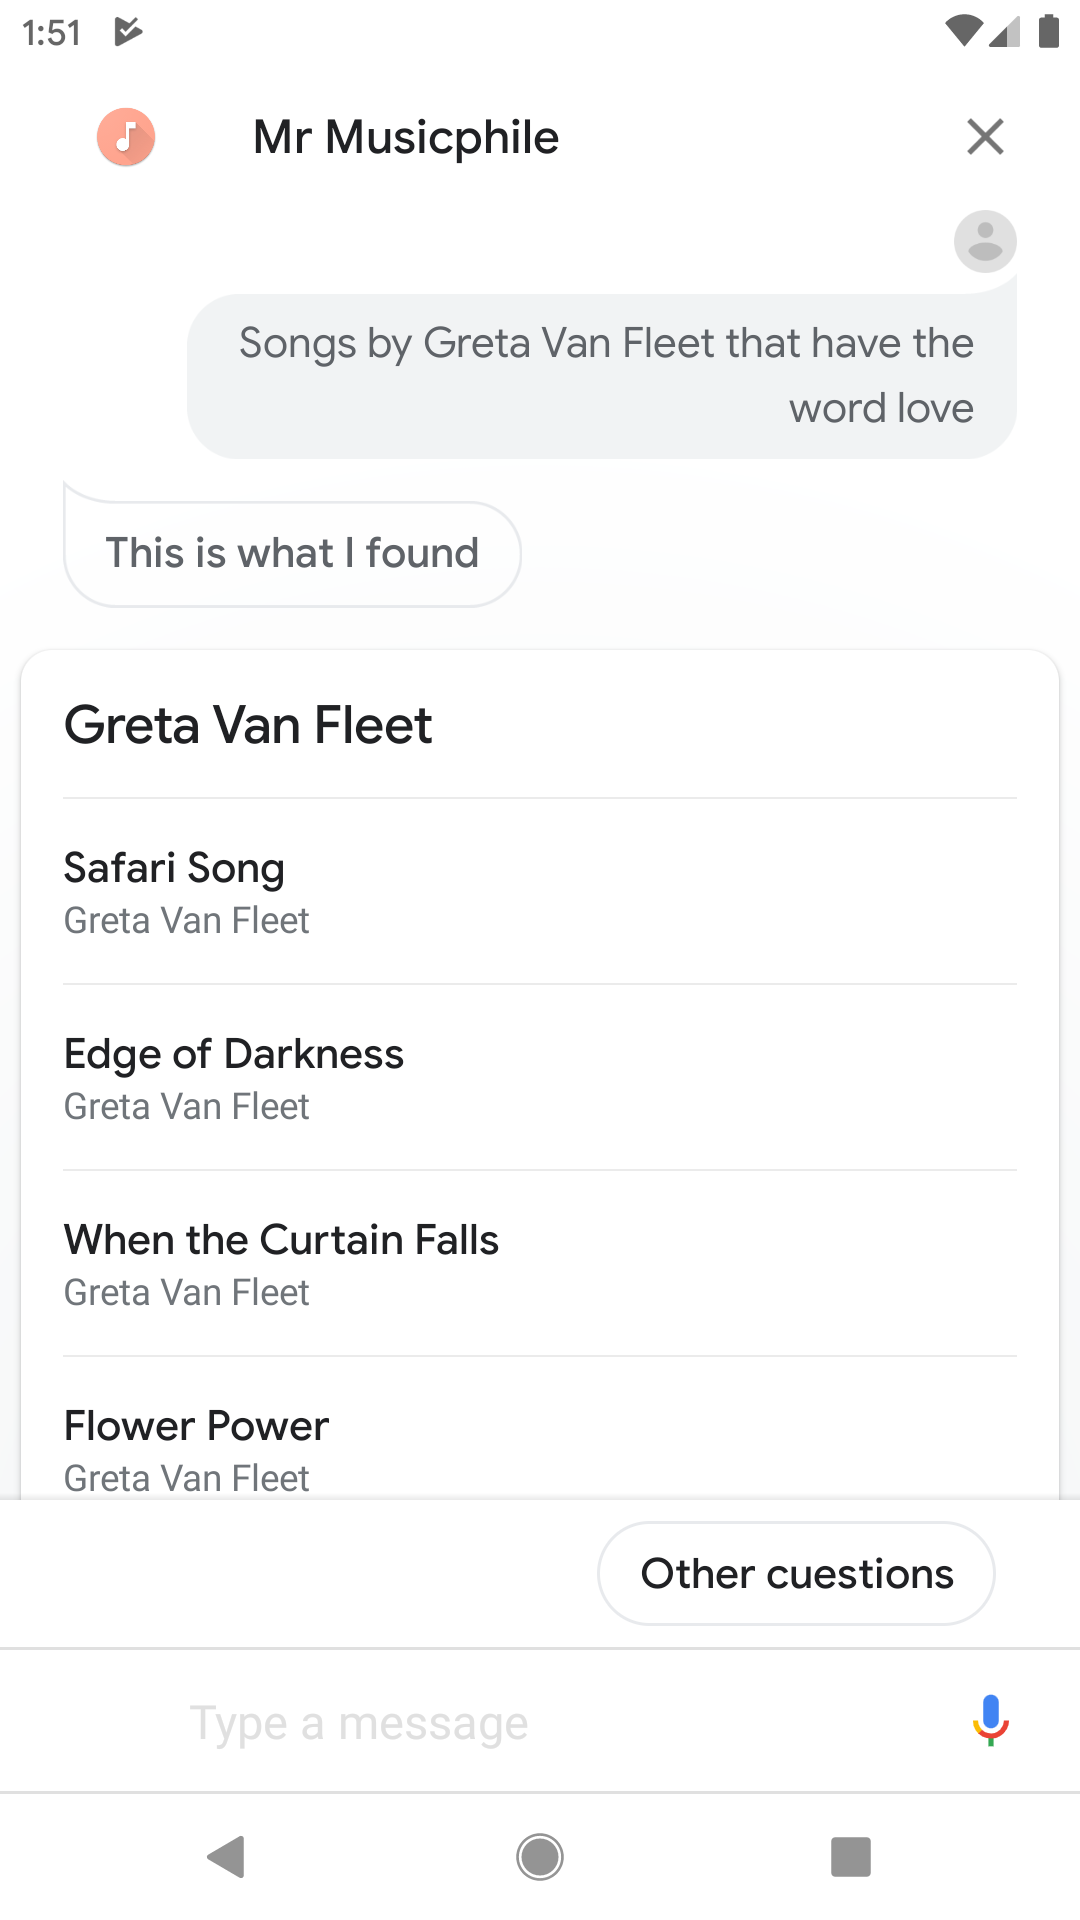 1:51
Mr Musicphile
Songs by Greta Van Fleet that have the
word love
This is what I found
Greta Van Fleet
Safari Song
Greta Van Fleet
Edge of Darkness
Greta Van Fleet
When the Curtain Falls
Greta Van Fleet
Flower Power
Greta Van Fleet
Other cuestions
Type a message